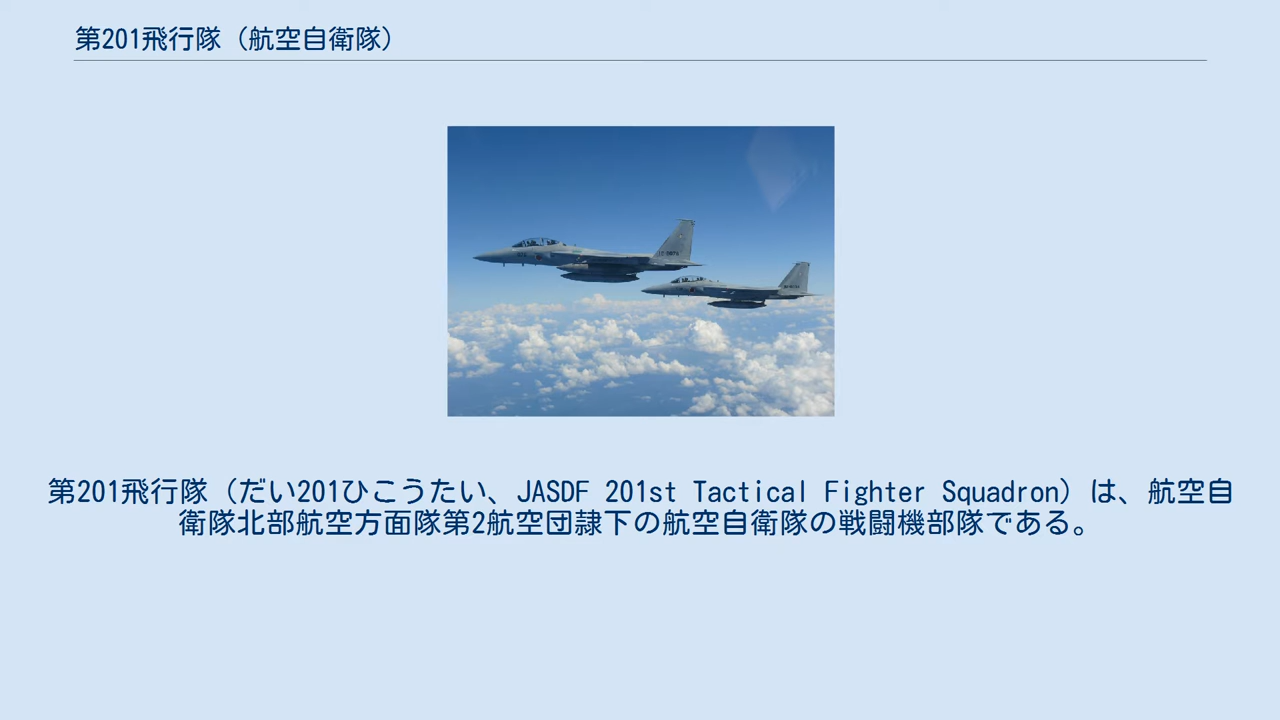 第201飛行隊（航空自衛隊）
第201飛行隊（だい201ひこうたい、JASDF 201st Tactical Fighter Squadron）は、航空自
衛隊北部航空方面隊第2航空団隷下の航空自衛隊の戦闘機部隊である。